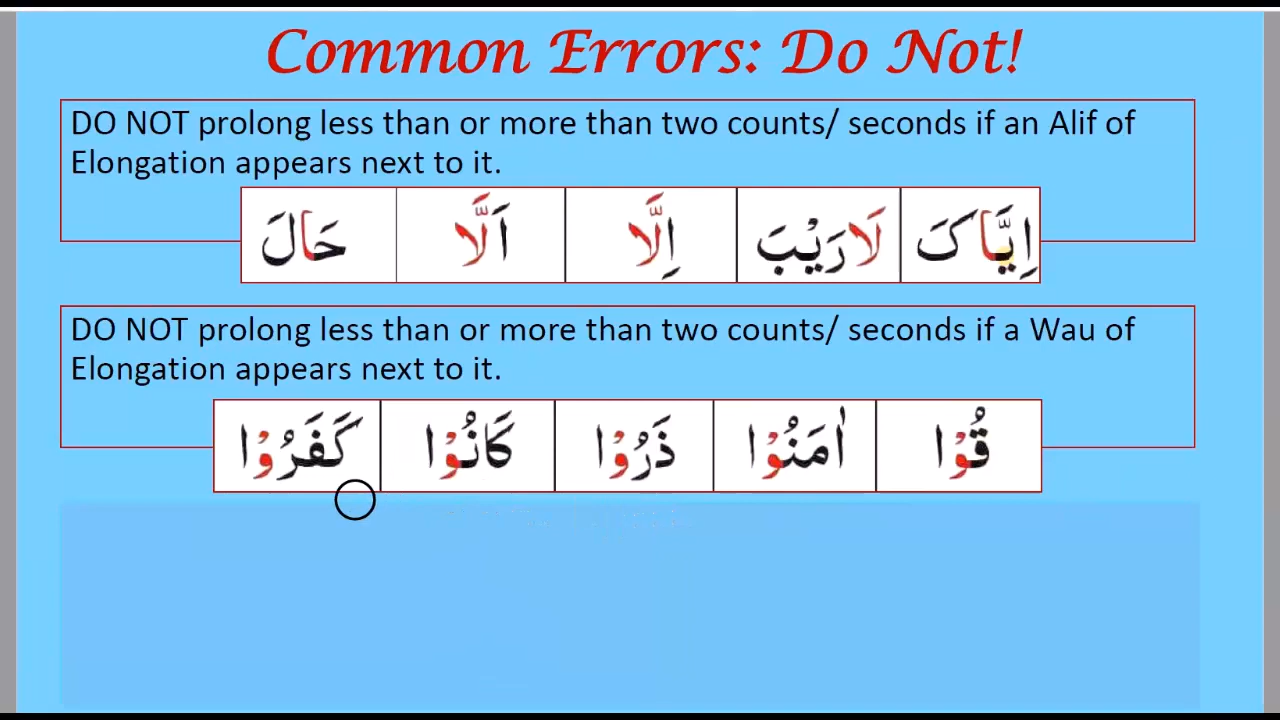 Common Errors: Do Not!
DO NOT prolong less than or more than two counts/ seconds if an Alif of
Elongation appears next to it.
اِيَّاكَ لَارَيْبَ اِلَّا اَلَّا حَالَ
DO NOT prolong less than or more than two counts/ seconds if a Wau of
Elongation appears next to it.
قُوْا اٰمَنُوْا ذَرُوْا كَانُوْا كَفَرُوْا